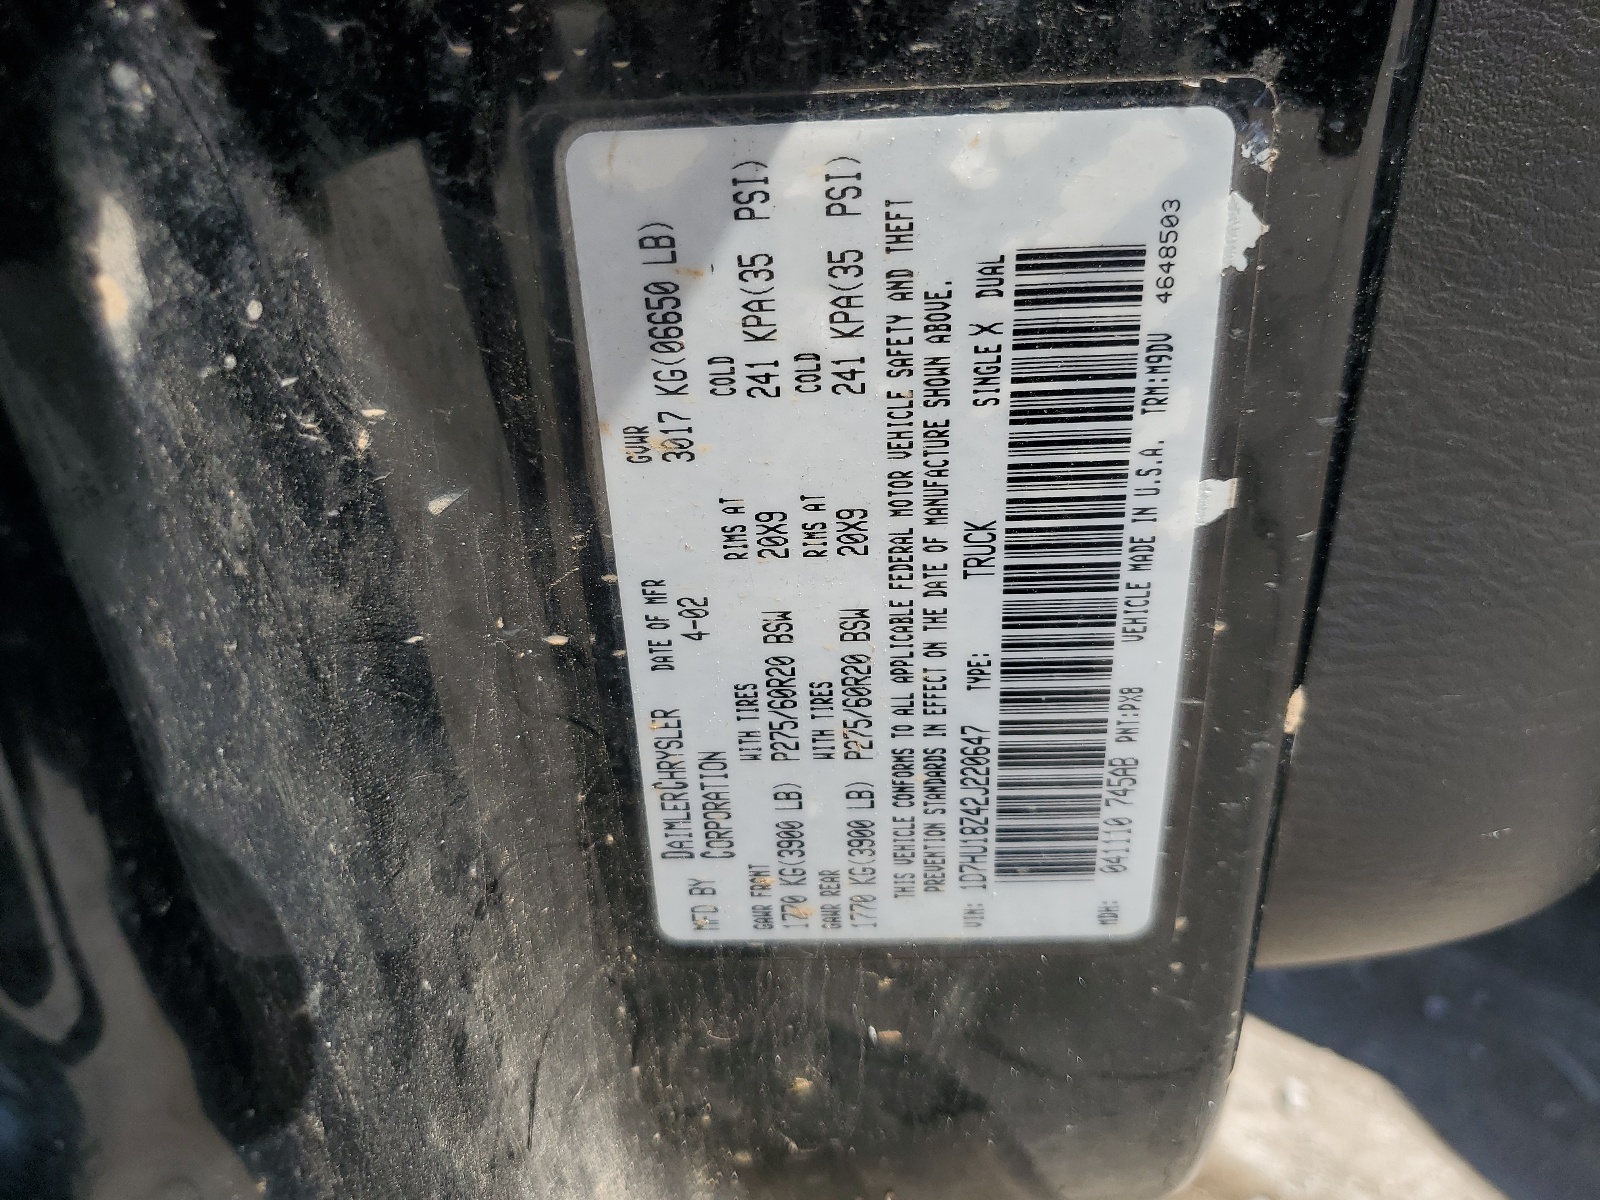 MFD BY DAIMLERCHRYSLER DATE OF MFR GVWR
CORPORATION 4-02 3017 KG(06650 LB)
GAWR FRONT WITH TIRES RIMS AT COLD
1770 KG(3900 LB) P275/60R20 BSW 20X9 241 KPA(35 PSI)
GAWR REAR WITH TIRES RIMS AT COLD
1770 KG(3900 LB) P275/60R20 BSW 20X9 241 KPA(35 PSI)
THIS VEHICLE CONFORMS TO ALL APPLICABLE FEDERAL MOTOR VEHICLE SAFETY AND THEFT
PREVENTION STANDARDS IN EFFECT ON THE DATE OF MANUFACTURE SHOWN ABOVE.
VIN: 1D7HU18Z42J220647 TYPE: TRUCK SINGLE X DUAL
MDH: 041110 745AB PNT:PX8 VEHICLE MADE IN U.S.A. TRM:M9DV 4648503